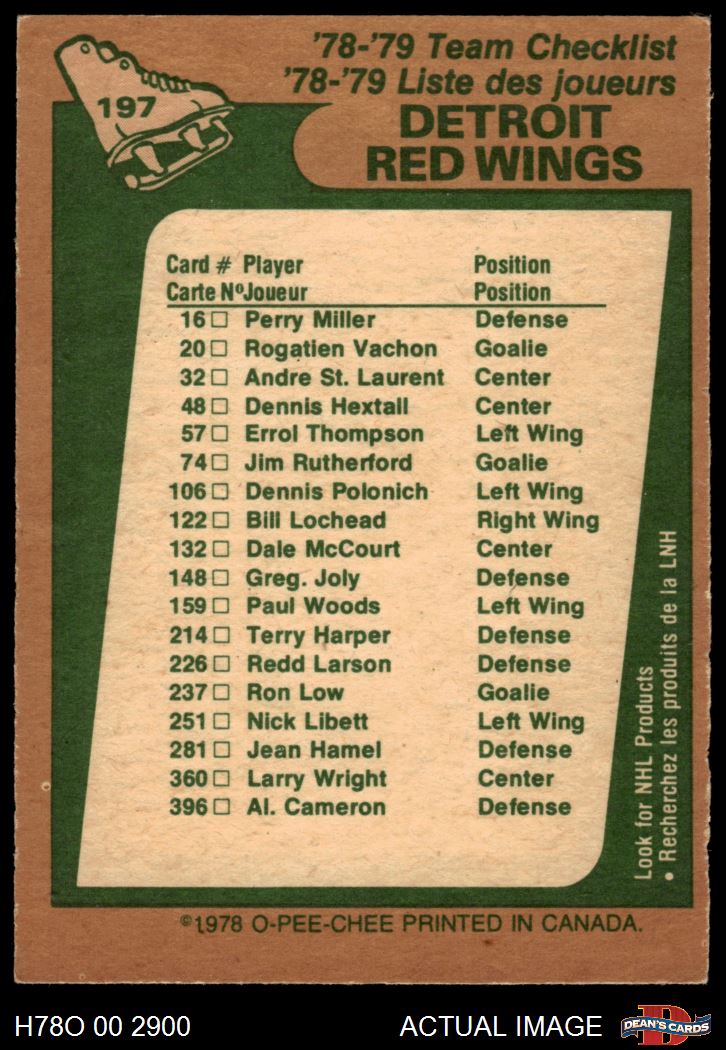 '78-'79 Team Checklist
'78-'79 Liste des joueurs
197
DETROIT
RED WINGS
Card # Player Position
Carte Nº Joueur Position
16 □ Perry Miller Defense
20 □ Rogatien Vachon Goalie
32 □ Andre St. Laurent Center
48 □ Dennis Hextall Center
57 □ Errol Thompson Left Wing
74 □ Jim Rutherford Goalie
106 □ Dennis Polonich Left Wing
122 □ Bill Lochead Right Wing
132 □ Dale McCourt Center
148 □ Greg. Joly Defense
159 □ Paul Woods Left Wing
214 □ Terry Harper Defense
226 □ Redd Larson Defense
237 □ Ron Low Goalie
251 □ Nick Libett Left Wing
281 □ Jean Hamel Defense
360 □ Larry Wright Center
396 □ Al. Cameron Defense
Look for NHL Products
• Recherchez les produits de la LNH
©1978 O-PEE-CHEE PRINTED IN CANADA.
H78O 00 2900
ACTUAL IMAGE
D
DEAN'S CARDS